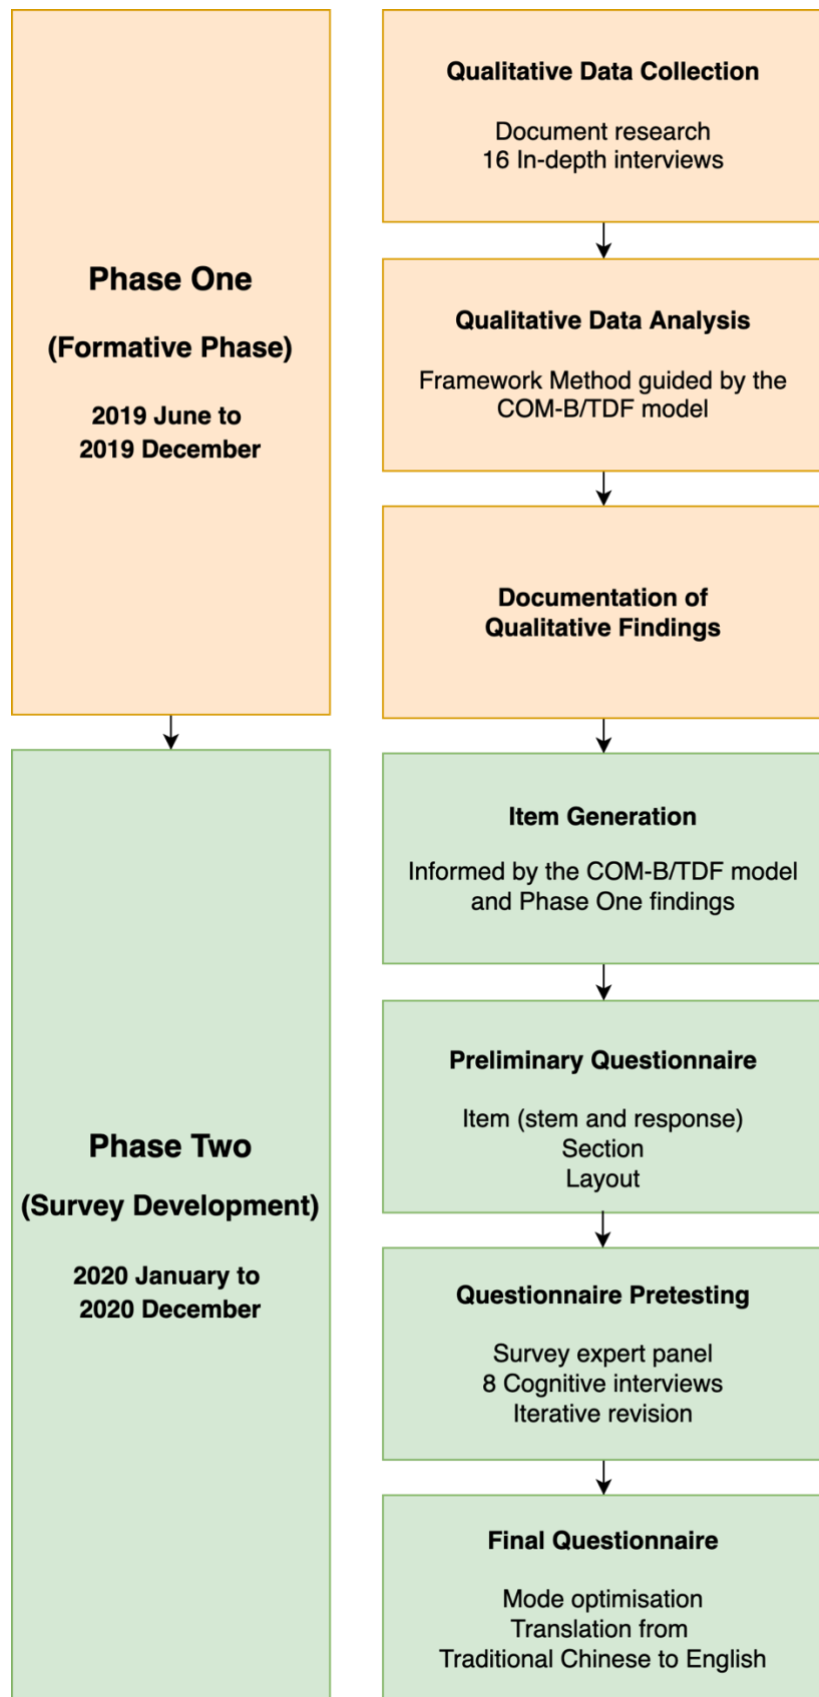 Phase One
(Formative Phase)
2019 June to
2019 December
Qualitative Data Collection
Document research
16 In-depth interviews
Qualitative Data Analysis
Framework Method guided by the
COM-B/TDF model
Documentation of
Qualitative Findings
Phase Two
(Survey Development)
2020 January to
2020 December
Item Generation
Informed by the COM-B/TDF model
and Phase One findings
Preliminary Questionnaire
Item (stem and response)
Section
Layout
Questionnaire Pretesting
Survey expert panel
8 Cognitive interviews
Iterative revision
Final Questionnaire
Mode optimisation
Translation from
Traditional Chinese to English